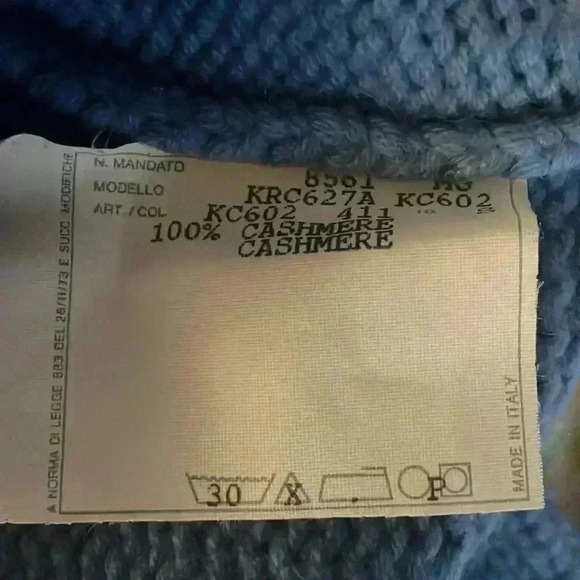 N. MANDATO 8561 AG
MODELLO KRC627A KC602
ART./COL KC602 411
100% CASHMERE
CASHMERE
A NORMA DI LEGGE 883 DEL 26/11/73 E SUCC. MODIFICHE
MADE IN ITALY
30 X . P